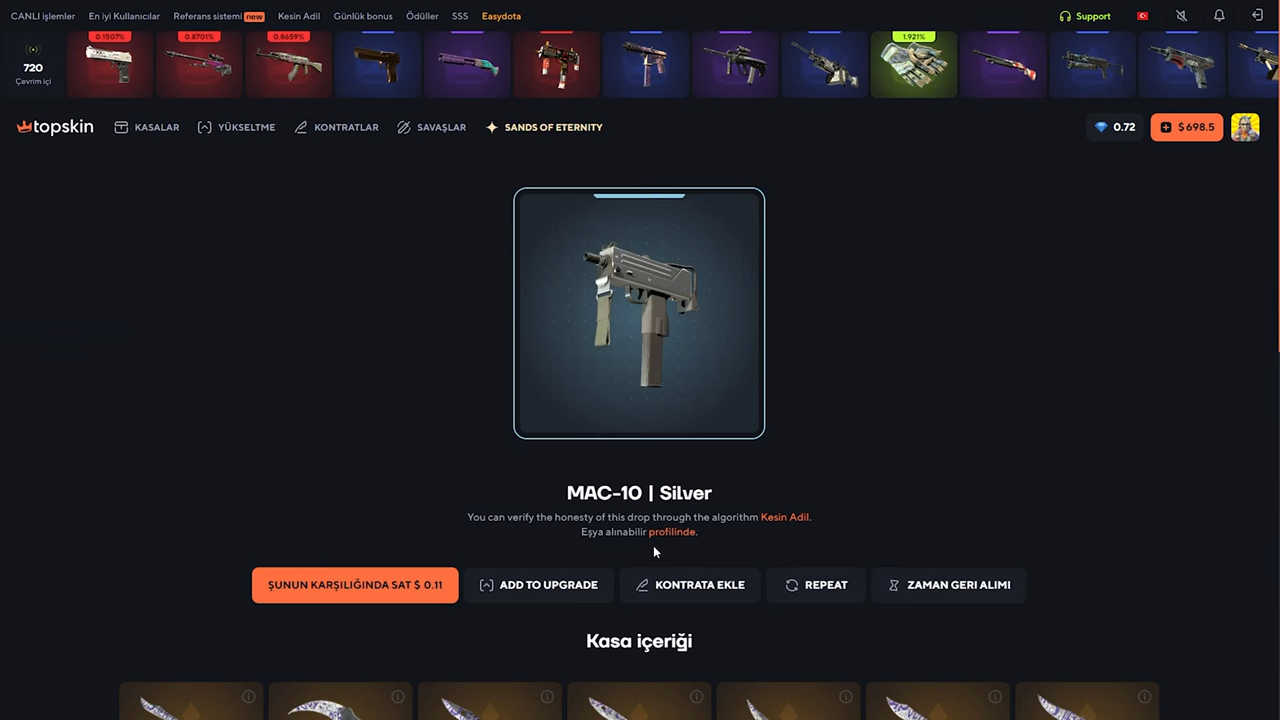 CANLI işlemler En iyi Kullanıcılar Referans sistemi new Kesin Adil Günlük bonus Ödüller SSS Easydota Support
0.1507% 0.8701% 0.8659% 1.921%
720
Çevrim içi
topskin KASALAR YÜKSELTME KONTRATLAR SAVAŞLAR SANDS OF ETERNITY 0.72 $ 698.5
MAC-10 | Silver
You can verify the honesty of this drop through the algorithm Kesin Adil.
Eşya alınabilir profilinde.
ŞUNUN KARŞILIĞINDA SAT $ 0.11 ADD TO UPGRADE KONTRATA EKLE REPEAT ZAMAN GERI ALIMI
Kasa içeriği